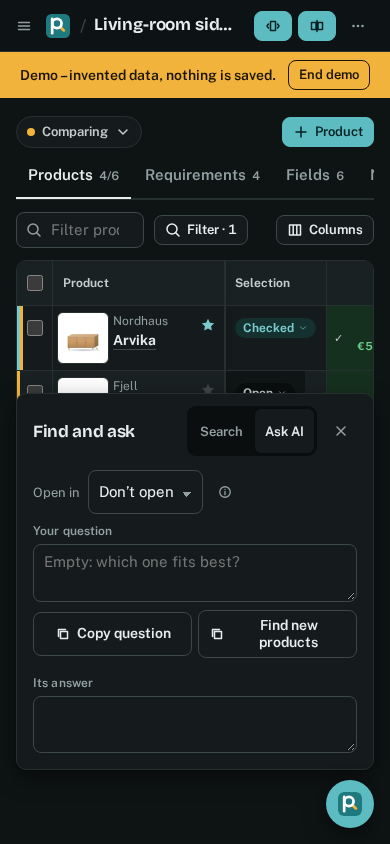 / Living-room sid...
Demo – invented data, nothing is saved. End demo
Comparing
Product
Products 4/6 Requirements 4 Fields 6
Filter · 1 Columns
Product Selection
Nordhaus
Arvika
Checked
✓
€5
Fjell
Open
Find and ask Search Ask AI
Open in Don't open
Your question
Empty: which one fits best?
Copy question
Find new
products
Its answer